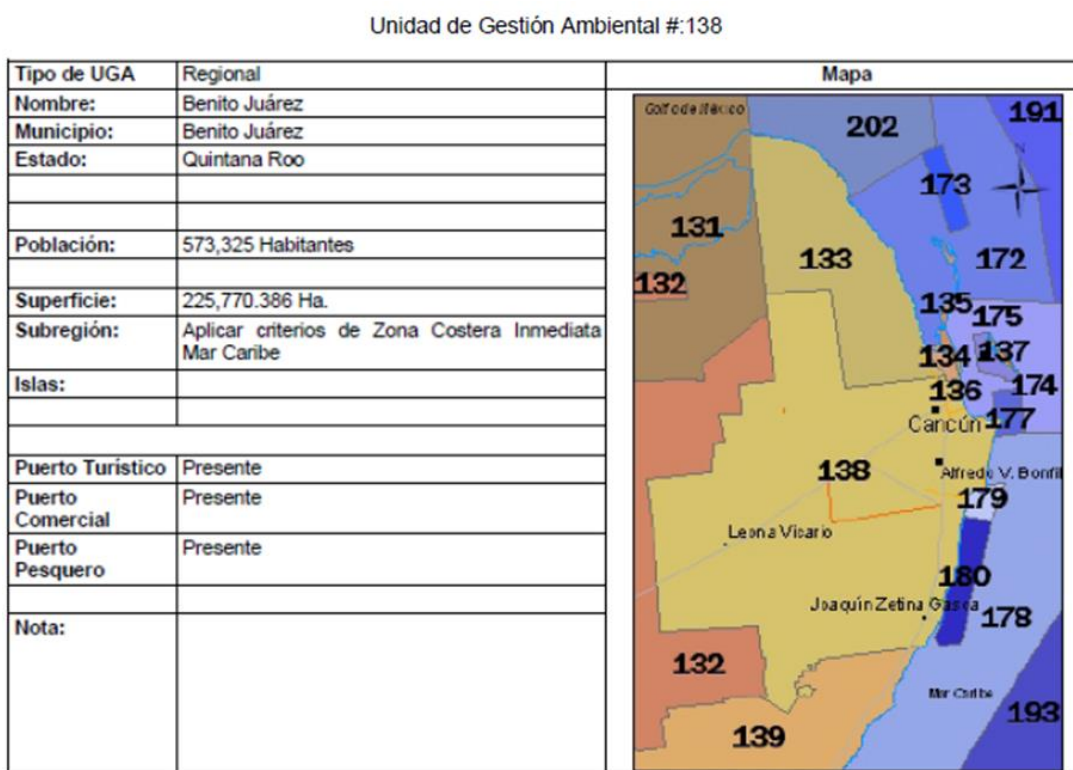 Unidad de Gestión Ambiental #:138
Tipo de UGA Regional
Mapa
Nombre: Benito Juárez
Municipio: Benito Juárez
Estado: Quintana Roo
Población: 573,325 Habitantes
Superficie: 225,770.386 Ha.
Subregión: Aplicar criterios de Zona Costera Inmediata
Mar Caribe
Islas:
Puerto Turístico Presente
Puerto Presente
Comercial
Puerto Presente
Pesquero
Nota:
Golfo de México
202
191
173
131
133
172
132
135
175
134
137
136
174
Cancún
177
138
Alfredo V. Bonfil
179
Leona Vicario
180
Joaquín Zetina Gasca
178
132
Mar Caribe
193
139